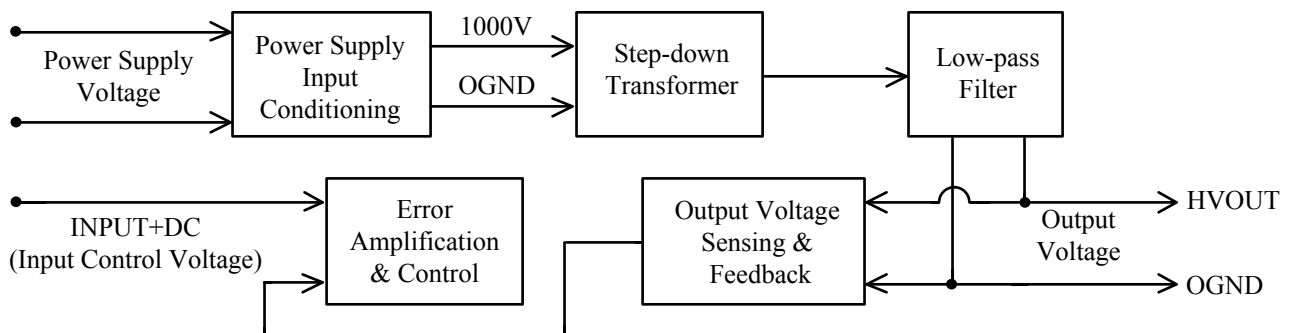 Power Supply
Voltage
Power Supply
Input
Conditioning
1000V
OGND
Step-down
Transformer
Low-pass
Filter
INPUT+DC
(Input Control Voltage)
Error
Amplification
& Control
Output Voltage
Sensing &
Feedback
HVOUT
Output
Voltage
OGND